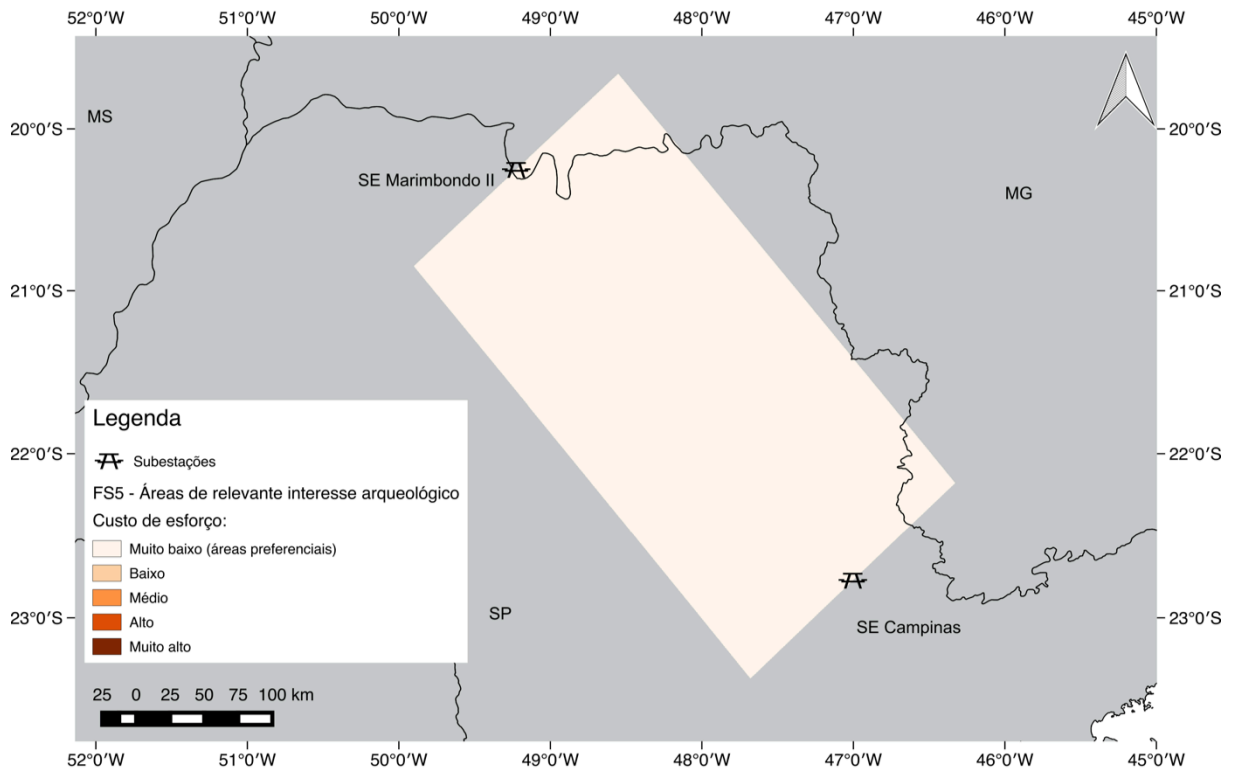 52°0′W 51°0′W 50°0′W 49°0′W 48°0′W 47°0′W 46°0′W 45°0′W
MS
20°0′S 20°0′S
SE Marimbondo II
MG
21°0′S 21°0′S
Legenda
22°0′S 22°0′S
Subestações
FS5 - Áreas de relevante interesse arqueológico
Custo de esforço:
Muito baixo (áreas preferenciais)
Baixo
Médio
Alto
Muito alto
23°0′S 23°0′S
SP
SE Campinas
25 0 25 50 75 100 km
52°0′W 51°0′W 50°0′W 49°0′W 48°0′W 47°0′W 46°0′W 45°0′W